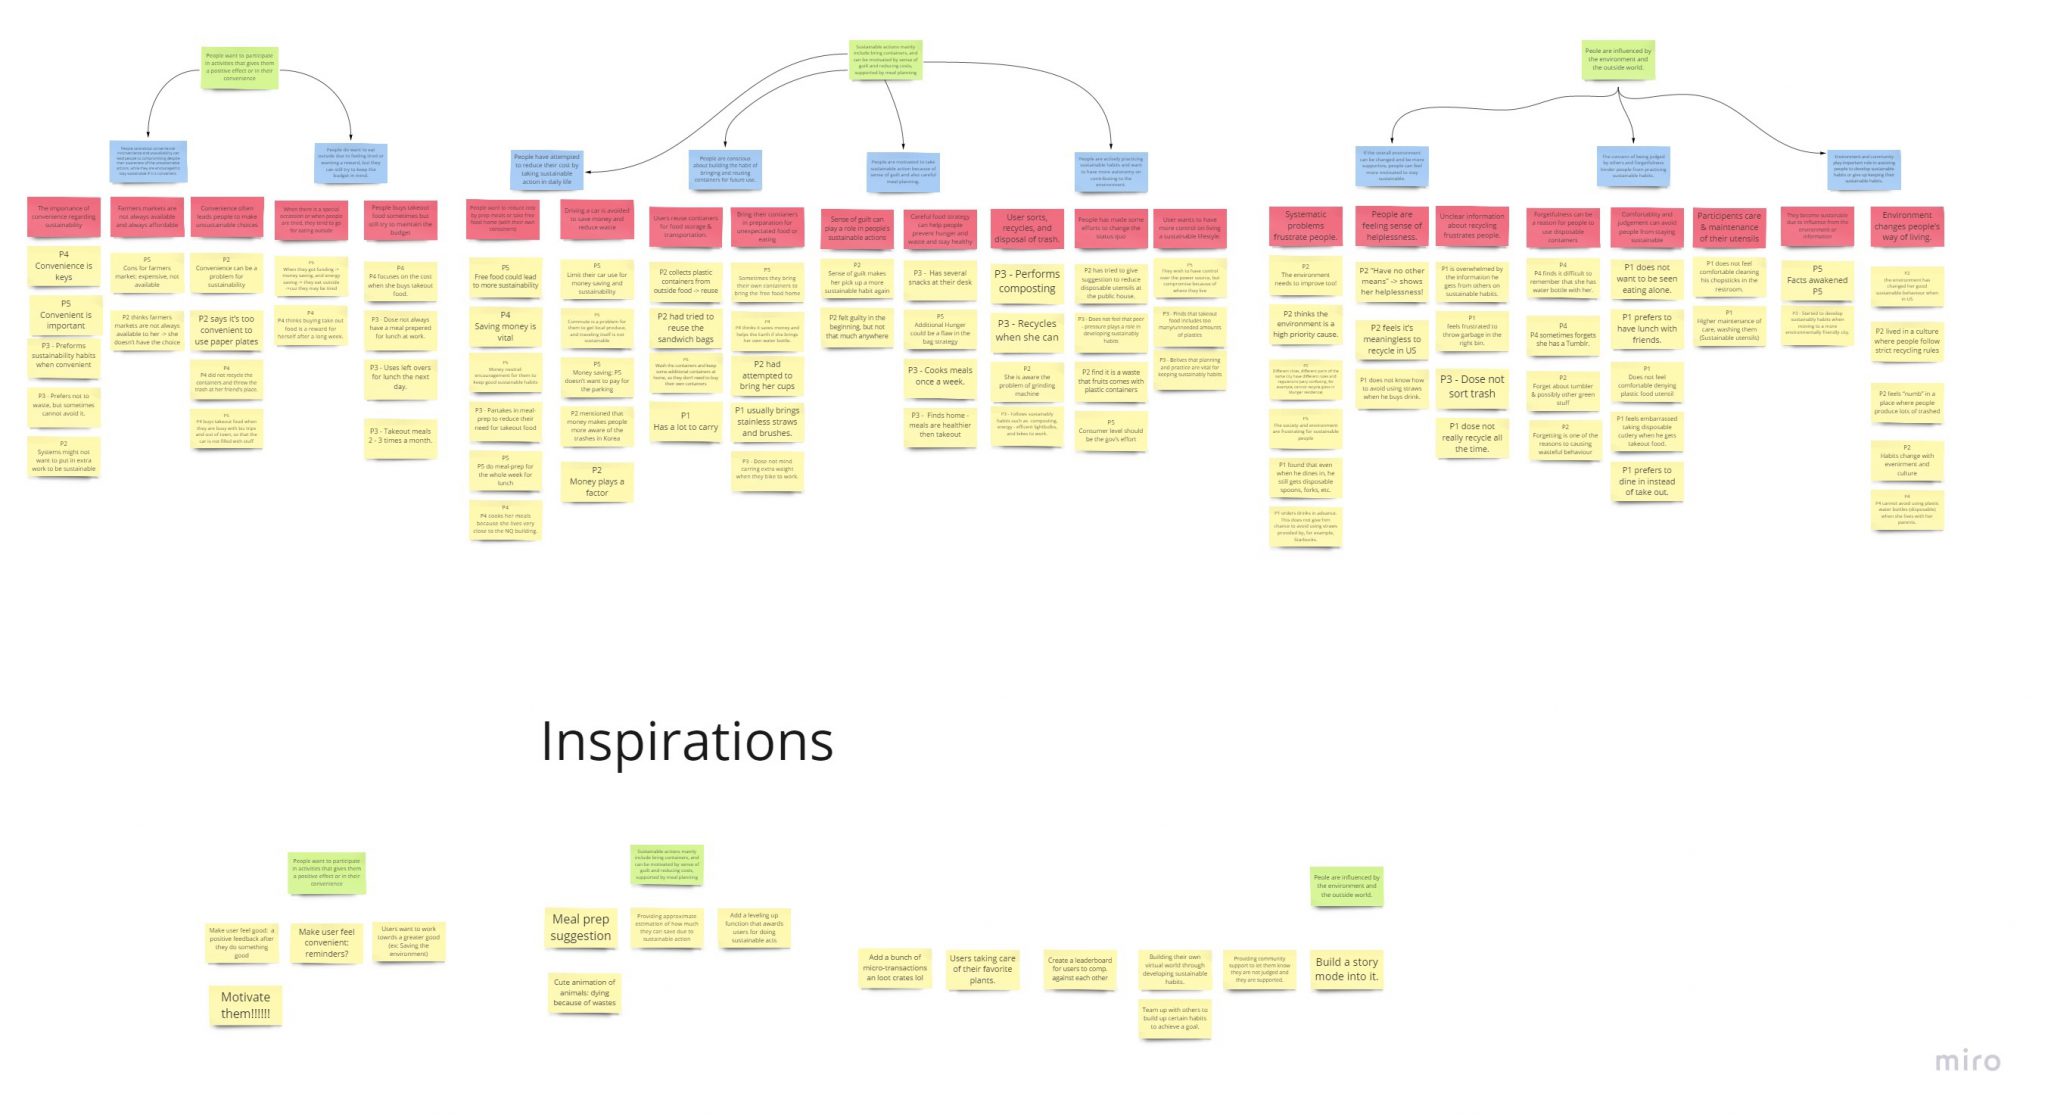 People want to participate
in activities that gives them
a positive effect or in their
convenience
Sustainable actions mainly
include bring containers, and
can be motivated by sense of
guilt and reducing costs,
supported by meal planning
Peole are influenced by
the environment and
the outside world.
People do want to eat
outside due to feeling tired or
wanting a reward, but they
can still try to keep the
budget in mind.
People have attempted
to reduce their cost by
taking sustainable
action in daily life
People are conscious
about building the habit of
bringing and reusing
containers for future use.
People are motivated to take
sustainable action because of
sense of guilt and also careful
meal planning.
People are actively practicing
sustainable habits and want
to have more autonomy on
contributing to the
environment.
If the overall environment
can be changed and be more
supportive, people can feel
more motivated to stay
sustainable
The concern of being judged
by others and forgetfulness
hinder people from practicing
sustainable habits.
Environment and community
play important role in assisting
people to develop sustainable
habits or give up keeping their
sustainable habits.
The importance of
convenience regarding
sustainability
P4
Convenience is
keys
P5
Convenient is
important
P3 - Preforms
sustainability habits
when convenient
P3 - Prefers not to
waste, but sometimes
cannot avoid it.
P2
Systems might not
want to put in extra
work to be sustainable
Farmers markets are
not always available
and always affordable
P5
Cons for farmers
market: expensive, not
available
P2 thinks farmers
markets are not always
available to her -> she
doesn't have the choice
Convenience often
leads people to make
unsustainable choices
P2
Convenience can be a
problem for
sustainability
P2 says it's too
convenient to
use paper plates
P4
P4 did not recycle the
containers and throw the
trash at her friend's place.
P4 buys takeout food when
they are busy with biz trips
and out of town, so that the
car is not filled with stuff
When there is a special
occasion or when people
are tired, they tend to go
for eating outside
P5
When they got funding ->
money saving, and energy
saving -> they eat outside
P4 thinks buying take out
food is a reward for
herself after a long week.
People buys takeout
food sometimes but
still try to maintain the
budget
P4
P4 focuses on the cost
when she buys takeout
food.
P3 - Dose not always
have a meal prepared
for lunch at work.
P3 - Uses left overs
for lunch the next
day.
P3 - Takeout meals
2 - 3 times a month.
People want to reduce cost
by prep meals or take free
food home (with their own
containers)
P5
Free food could lead
to more sustainability
P4
Saving money is
vital
P5
Money neutral
encouragement for them to
keep good sustainable habits
P3 - Partakes in meal-
prep to reduce their
need for takeout food
P5
P5 do meal-prep for
the whole week for
lunch
P4
P4 cooks her meals
because she lives very
close to the NQ building.
Driving a car is avoided
to save money and
reduce waste
P5
Limit their car use for
money saving and
sustainability
P5
Commute is a problem for
them to get local produce,
and traveling itself is not
sustainable
P5
Money saving: P5
doesn't want to pay for
the parking
P2 mentioned that
money makes people
more aware of the
trashes in Korea
P2
Money plays a
factor
Users reuse containers
for food storage &
transportation.
P2 collects plastic
containers from
outside food -> reuse
P2 had tried to
reuse the
sandwich bags
P5
Wash the containers and keep
some additional containers at
home, so they don't need to buy
their own containers
P1
Has a lot to carry
Bring their containers
in preparation for
unexpected food or
eating
P5
Sometimes they bring
their own containers to
bring the free food home
P4
P4 thinks it saves money and
helps the Earth if she brings
her own water bottle.
P2 had
attempted to
bring her cups
P1 usually brings
stainless straws
and brushes.
P3 - Dose not mind
carring extra weight
when they bike to work.
Sense of guilt can
play a role in people's
sustainable actions
P2
Sense of guilt makes
her pick up a more
sustainable habit again
P2 felt guilty in the
beginning, but not
that much anywhere
Careful food strategy
can help people
prevent hunger and
waste and stay healthy
P3 - Has several
snacks at their desk
P5
Additional Hunger
could be a flaw in the
bag strategy
P3 - Cooks meals
once a week.
P3 - Finds home -
meals are healthier
then takeout
User sorts,
recycles, and
disposal of trash.
P3 - Performs
composting
P3 - Recycles
when she can
P2
She is aware the
problem of grinding
machine
P3 - Follows sustainably
habits such as: composting,
energy - efficient lightbulbs,
and bikes to work.
People has made some
efforts to change the
status quo
P2 has tried to give
suggestion to reduce
disposable utensils at
the public house.
P3 - Does not feel that peer -
pressure plays a role in
developing sustainably
habits
P2 find it is a waste
that fruits comes with
plastic containers
P5
Consumer level should
be the gov's effort
User wants to have
more control on living
a sustainable lifestyle.
P5
They wish to have control
over the power source, but
compromise because of
where they live
P3 - Finds that takeout
food includes too
many/unneeded amounts
of plastics
P3 - Belives that planning
and practice are vital for
keeping sustainably habits
Systematic
problems
frustrate people.
P2
The environment
needs to improve too!
P2 thinks the
environment is a
high priority cause.
P5
P5
The society and environment
are frustrating for sustainable
people
P1 found that even
when he dines in, he
still gets disposable
spoons, forks, etc.
P1 orders drinks in advance.
This does not give her
chance to avoid using straws
provided by, for example,
Starbucks.
People are
feeling sense of
helplessness.
P2 "Have no other
means" -> shows
her helplessness!
P2 feels it's
meaningless to
recycle in US
P1 does not know how
to avoid using straws
when he buys drink.
Unclear information
about recycling
frustrates people.
P1 is overwhelmed by
the information he
gets from others on
sustainable habits.
P1
feels frustrated to
throw garbage in the
right bin.
P3 - Dose not
sort trash
P1 dose not
really recycle all
the time.
Forgetfulness can be
a reason for people to
use disposable
containers
P4
P4 finds it difficult to
remember that she has
water bottle with her.
P4
P4 sometimes forgets
she has a Tumblr.
P2
Forget about tumbler
& possibly other green
stuff
P2
Forgetting is one of the
reasons to causing
wasteful behaviour
Comfortability and
judgement can avoid
people from staying
sustainable
P1 does not
want to be seen
eating alone.
P1 prefers to
have lunch with
friends.
P1
Does not feel
comfortable denying
plastic food utensil
P1 feels embarrassed
taking disposable
cutlery when he gets
takeout food.
P1 prefers to
dine in instead
of take out.
Participents care
& maintenance
of their utensils
P1 does not feel
comfortable cleaning
his chopsticks in the
restroom.
P1
Higher maintenance of
care, washing them
(Sustainable utensils)
They become sustainable
due to influence from the
environment or
information
P5
Facts awakened
P5
P3 - Started to develop
sustainably habits when
moving to a more
environmentally friendly city.
Environment
changes people's
way of living.
P2
the environment has
changed her good
sustainable behaviour when
in US
P2 lived in a culture
where people follow
strict recycling rules
P2 feels "numb" in a
place where people
produce lots of trashed
P2
Habits change with
evenirment and
culture
P4
P4 cannot avoid using plastic
water bottles (disposable)
when she lives with her
parents.
Inspirations
People want to participate
in activities that gives them
a positive effect or in their
convenience
Make user feel good: a
positive feedback after
they do something
good
Make user feel
convenient:
reminders?
Users want to work
towrds a greater good
(ex: Saving the
environment)
Motivate
them!!!!!!
Sustainable actions mainly
include bring containers, and
can be motivated by sense of
guilt and reducing costs,
supported by meal planning
Meal prep
suggestion
Providing approximate
estimation of how much
they can save due to
sustainable action
Add a leveling up
function that awards
users for doing
sustainable acts
Cute animation of
animals: dying
because of wastes
Peole are influenced by
the environment and
the outside world.
Add a bunch of
micro-transactions
an loot crates lol
Users taking care
of their favorite
plants.
Create a leaderboard
for users to comp.
against each other
Building their own
virtual world through
developing sustainable
habits.
Providing community
support to let them know
they are not judged and
they are supported.
Build a story
mode into it.
Team up with others to
build up certain habits
to achieve a goal.
miro